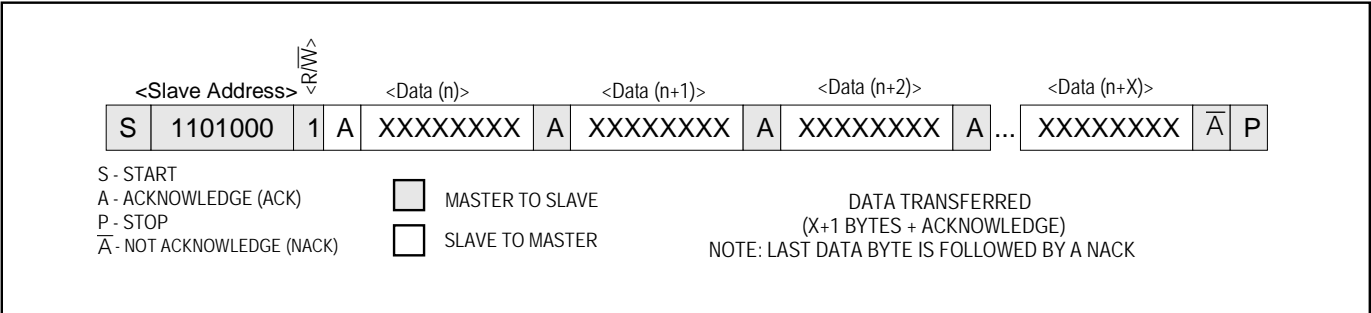 <R/W̅>
<Slave Address> <Data (n)> <Data (n+1)> <Data (n+2)> <Data (n+X)>
S 1101000 1 A XXXXXXXX A XXXXXXXX A XXXXXXXX A ... XXXXXXXX A̅ P
S - START
A - ACKNOWLEDGE (ACK)
P - STOP
A̅ - NOT ACKNOWLEDGE (NACK)
MASTER TO SLAVE
SLAVE TO MASTER
DATA TRANSFERRED
(X+1 BYTES + ACKNOWLEDGE)
NOTE: LAST DATA BYTE IS FOLLOWED BY A NACK